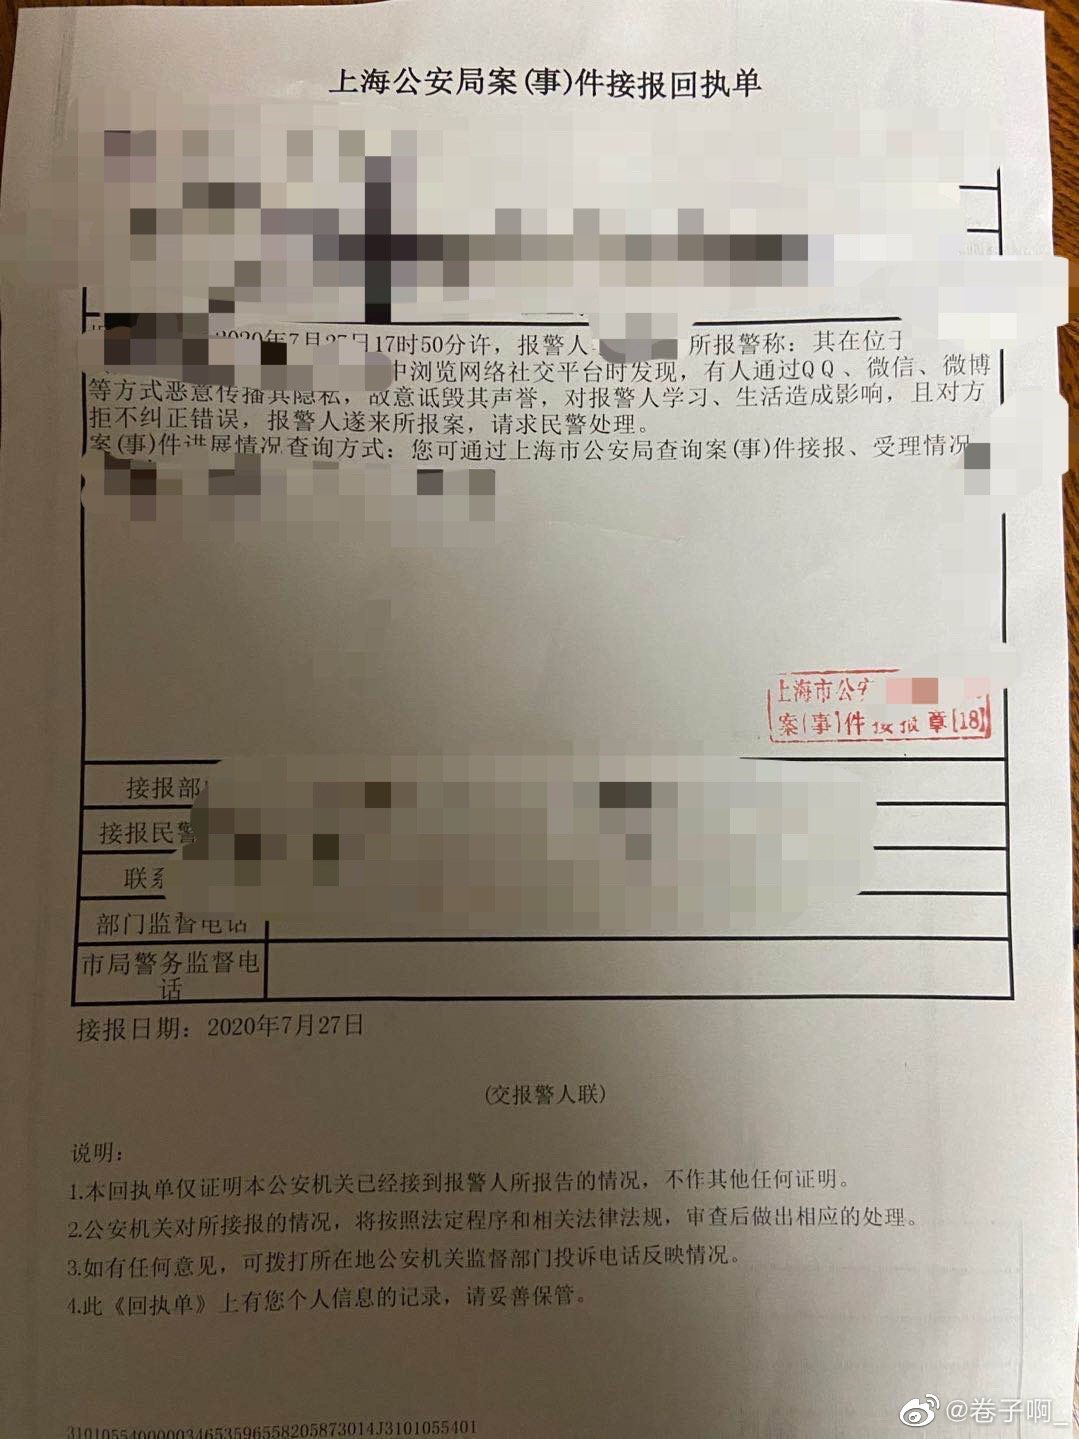 上海公安局案(事)件接报回执单
2020年7月27日17时50分许，报警人 所报警称：其在位于
中浏览网络社交平台时发现，有人通过QQ、微信、微博
等方式恶意传播其隐私，故意诋毁其声誉，对报警人学习、生活造成影响，且对方
拒不纠正错误，报警人遂来所报案，请求民警处理。
案(事)件进展情况查询方式：您可通过上海市公安局查询案(事)件接报、受理情况
上海市公安
案(事)件接报章[18]
接报部
接报民警
联系
部门监督电话
市局警务监督电
话
接报日期：2020年7月27日
(交报警人联)
说明：
1.本回执单仅证明本公安机关已经接到报警人所报告的情况，不作其他任何证明。
2.公安机关对所接报的情况，将按照法定程序和相关法律法规，审查后做出相应的处理。
3.如有任何意见，可拨打所在地公安机关监督部门投诉电话反映情况。
4.此《回执单》上有您个人信息的记录，请妥善保管。
@卷子啊_